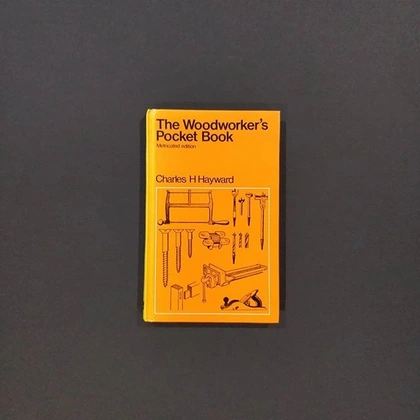 The Woodworker's
Pocket Book
Metricated edition
Charles H Hayward